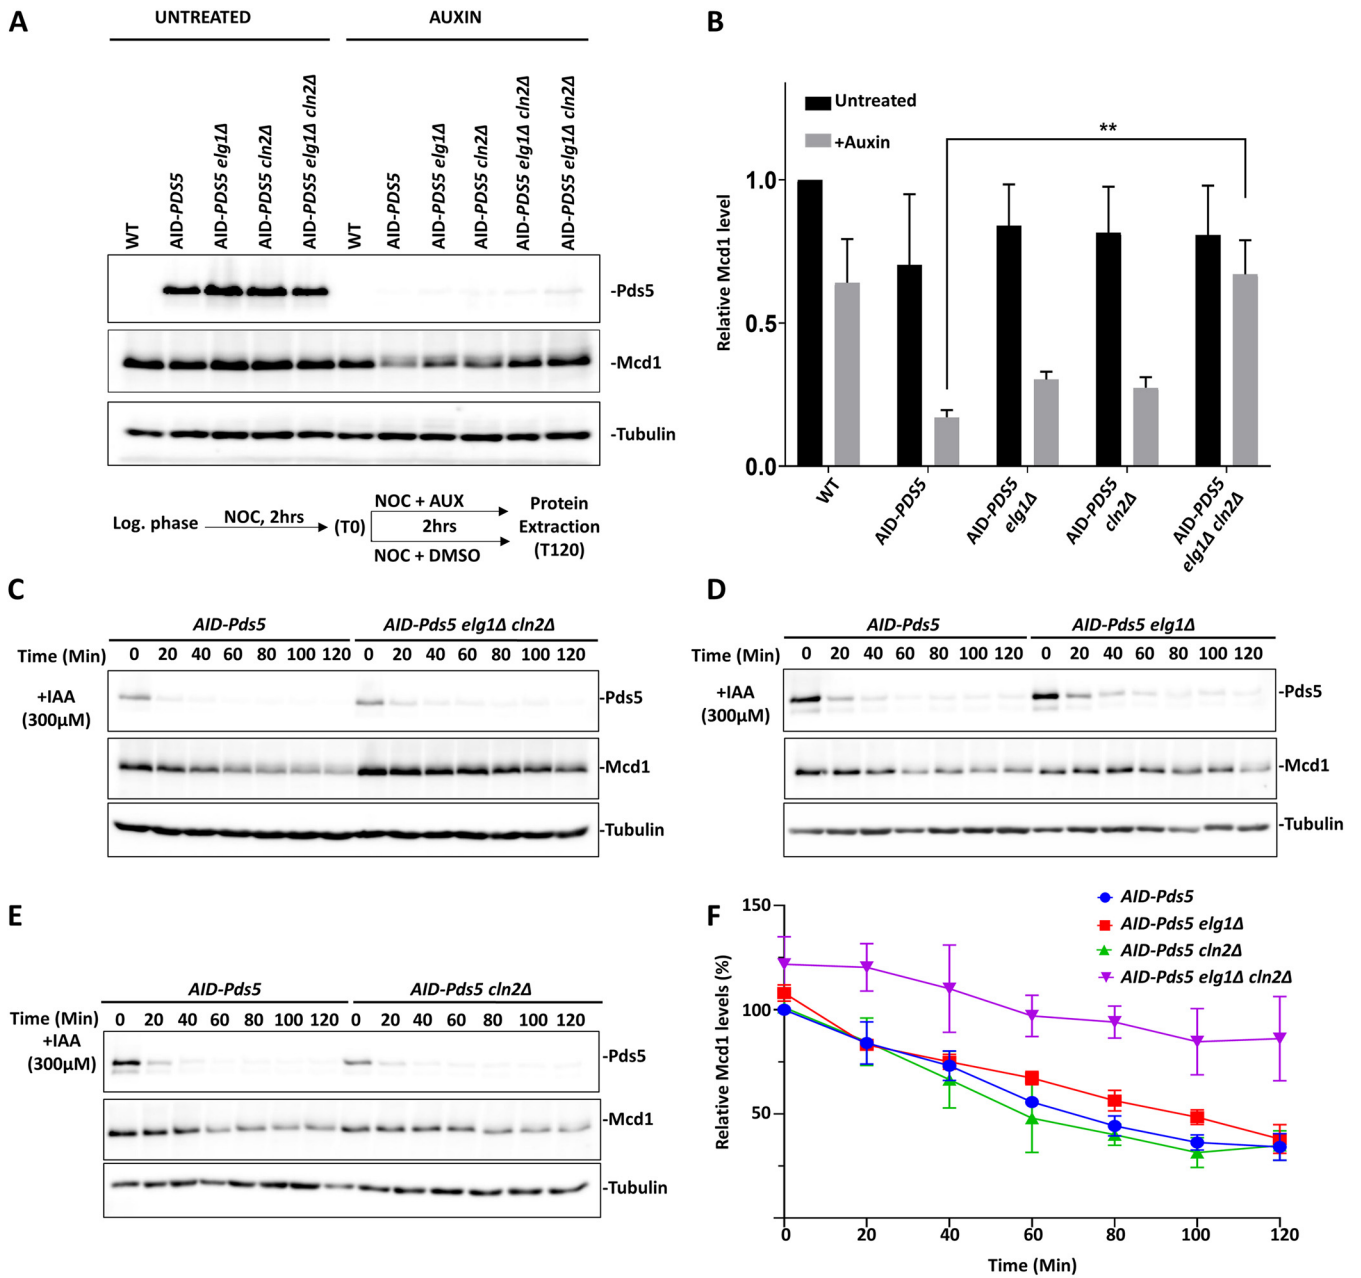 A
UNTREATED
AUXIN
WT
AID-PDS5
AID-PDS5 elg1Δ
AID-PDS5 cln2Δ
AID-PDS5 elg1Δ cln2Δ
WT
AID-PDS5
AID-PDS5 elg1Δ
AID-PDS5 cln2Δ
AID-PDS5 elg1Δ cln2Δ
AID-PDS5 elg1Δ cln2Δ
-Pds5
-Mcd1
-Tubulin
Log. phase
NOC, 2hrs
(T0)
NOC + AUX
2hrs
NOC + DMSO
Protein
Extraction
(T120)
B
Untreated
+Auxin
**
Relative Mcd1 level
1.0
0.5
0.0
WT
AID-PDS5
AID-PDS5
elg1Δ
AID-PDS5
cln2Δ
AID-PDS5
elg1Δ cln2Δ
C
AID-Pds5
AID-Pds5 elg1Δ cln2Δ
Time (Min) 0 20 40 60 80 100 120 0 20 40 60 80 100 120
+IAA
(300μM)
-Pds5
-Mcd1
-Tubulin
D
AID-Pds5
AID-Pds5 elg1Δ
Time (Min) 0 20 40 60 80 100 120 0 20 40 60 80 100 120
+IAA
(300μM)
-Pds5
-Mcd1
-Tubulin
E
AID-Pds5
AID-Pds5 cln2Δ
Time (Min) 0 20 40 60 80 100 120 0 20 40 60 80 100 120
+IAA
(300μM)
-Pds5
-Mcd1
-Tubulin
F
AID-Pds5
AID-Pds5 elg1Δ
AID-Pds5 cln2Δ
AID-Pds5 elg1Δ cln2Δ
Relative Mcd1 levels (%)
150
100
50
0 20 40 60 80 100 120
Time (Min)